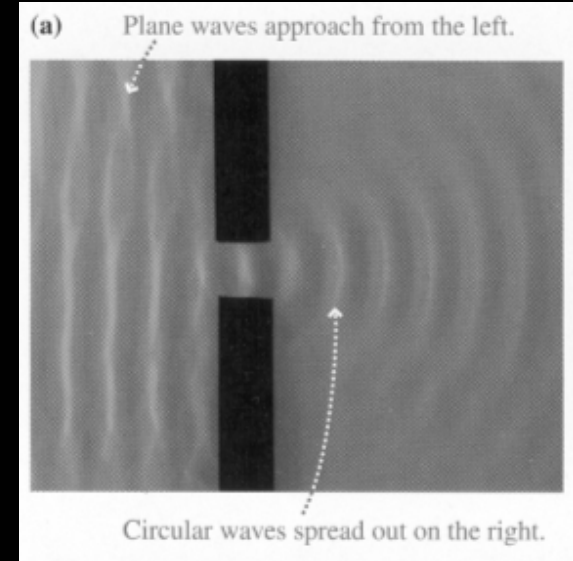 (a) Plane waves approach from the left.
Circular waves spread out on the right.